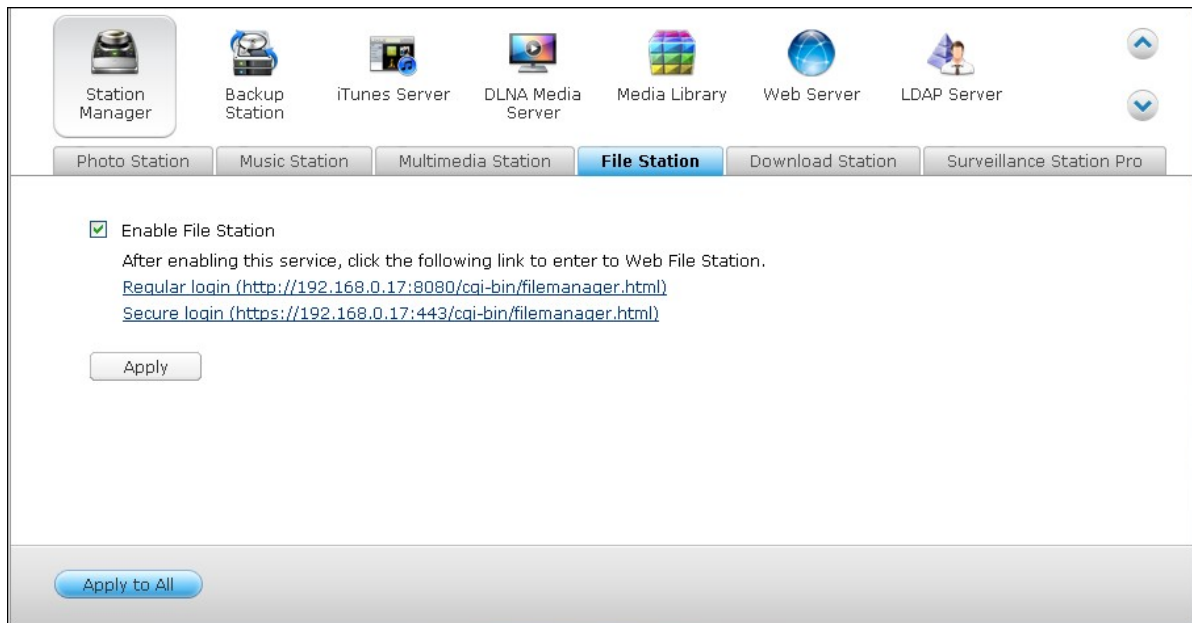 Station
Manager
Backup
Station
iTunes Server
DLNA Media
Server
Media Library
Web Server
LDAP Server
Photo Station
Music Station
Multimedia Station
File Station
Download Station
Surveillance Station Pro
Enable File Station
After enabling this service, click the following link to enter to Web File Station.
Regular login (http://192.168.0.17:8080/cgi-bin/filemanager.html)
Secure login (https://192.168.0.17:443/cgi-bin/filemanager.html)
Apply
Apply to All